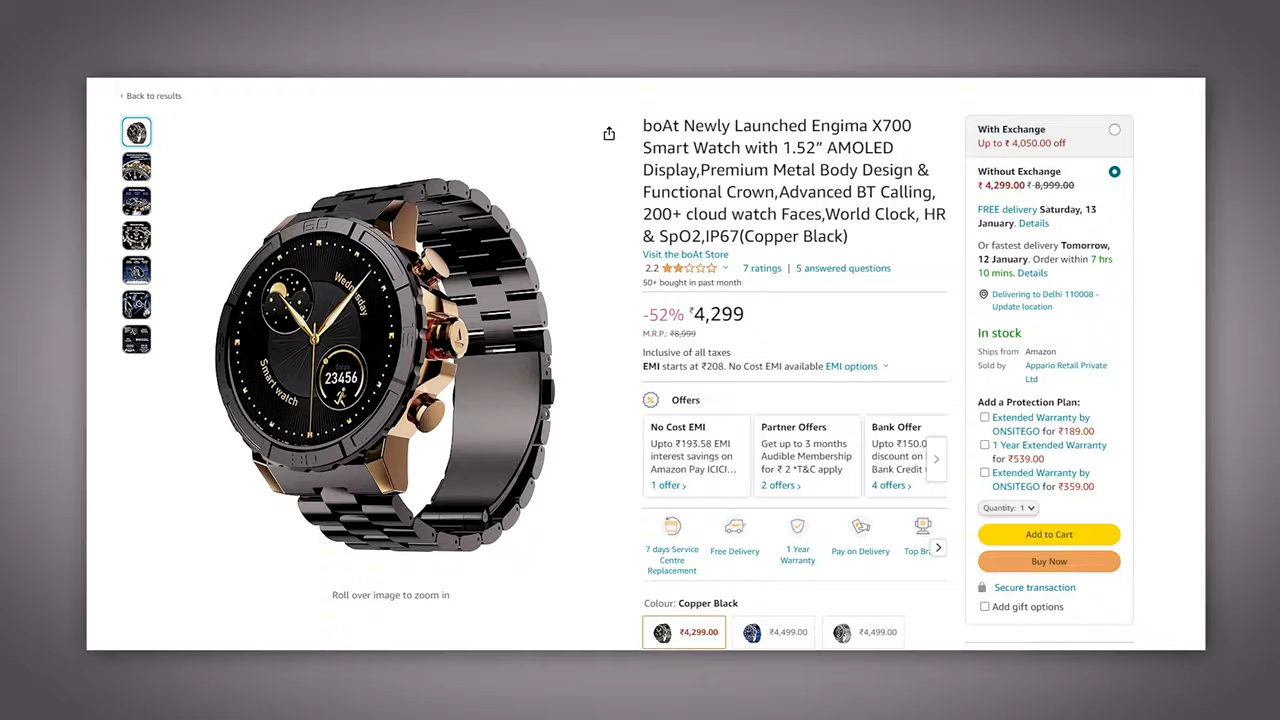 ‹ Back to results
boAt Newly Launched Engima X700
Smart Watch with 1.52” AMOLED
Display,Premium Metal Body Design &
Functional Crown,Advanced BT Calling,
200+ cloud watch Faces,World Clock, HR
& SpO2,IP67(Copper Black)
Visit the boAt Store
2.2 7 ratings | 5 answered questions
50+ bought in past month
-52% ₹4,299
M.R.P.: ₹8,999
Inclusive of all taxes
EMI starts at ₹208. No Cost EMI available EMI options
Offers
No Cost EMI
Upto ₹193.58 EMI
interest savings on
Amazon Pay ICICI…
1 offer ›
Partner Offers
Get up to 3 months
Audible Membership
for ₹ 2 *T&C apply
2 offers ›
Bank Offer
Upto ₹150.0
discount on
Bank Credit
4 offers ›
7 days Service
Centre
Replacement
Free Delivery
1 Year
Warranty
Pay on Delivery
Top Br
Colour: Copper Black
₹4,299.00
₹4,499.00
₹4,499.00
Wednesday
Smart watch
Steps
23456
60
Roll over image to zoom in
With Exchange
Up to ₹ 4,050.00 off
Without Exchange
₹ 4,299.00 ₹ 8,999.00
FREE delivery Saturday, 13
January. Details
Or fastest delivery Tomorrow,
12 January. Order within 7 hrs
10 mins. Details
Delivering to Delhi 110008 -
Update location
In stock
Ships from Amazon
Sold by Appario Retail Private
Ltd
Add a Protection Plan:
Extended Warranty by
ONSITEGO for ₹189.00
1 Year Extended Warranty
for ₹539.00
Extended Warranty by
ONSITEGO for ₹359.00
Quantity: 1
Add to Cart
Buy Now
Secure transaction
Add gift options